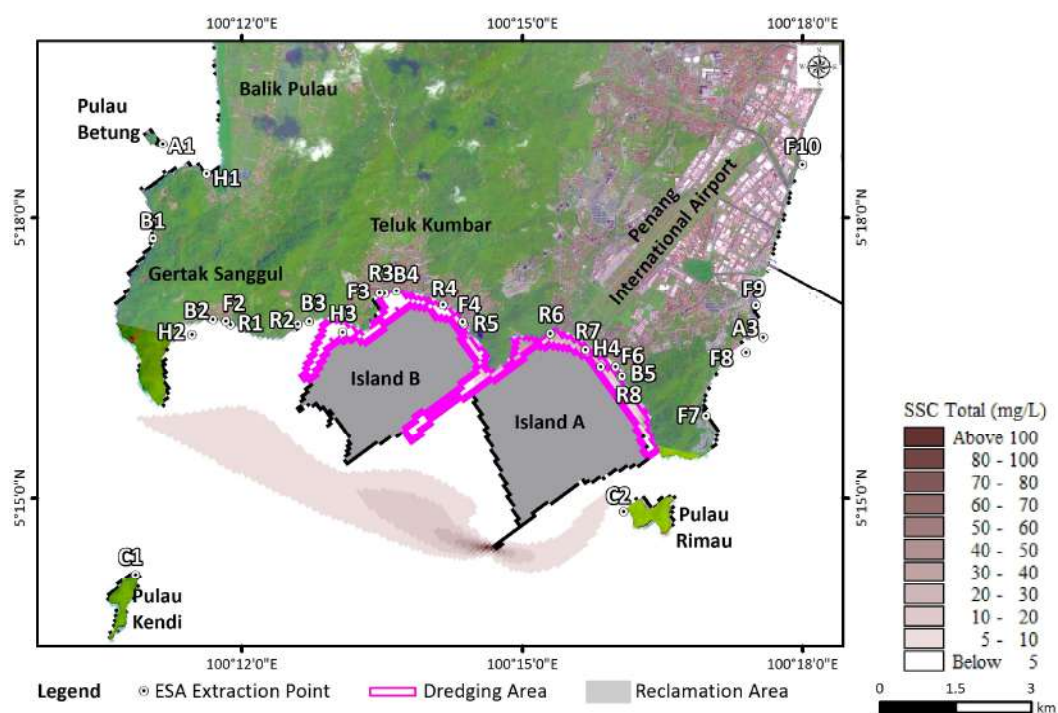 100°12'0"E
100°15'0"E
100°18'0"E
Balik Pulau
Pulau
Betung
A1
H1
F10
Penang
International Airport
5°18'0"N
5°18'0"N
B1
Teluk Kumbar
Gertak Sanggul
R3
B4
F3
R4
F4
R5
F9
B2
F2
R1
R2
B3
H3
H2
R6
R7
H4
F6
B5
R8
A3
F8
F7
Island B
Island A
SSC Total (mg/L)
Above 100
80 - 100
70 - 80
60 - 70
50 - 60
40 - 50
30 - 40
20 - 30
10 - 20
5 - 10
Below 5
5°15'0"N
5°15'0"N
C2
Pulau
Rimau
C1
Pulau
Kendi
100°12'0"E
100°15'0"E
100°18'0"E
Legend
ESA Extraction Point
Dredging Area
Reclamation Area
0 1.5 3
km